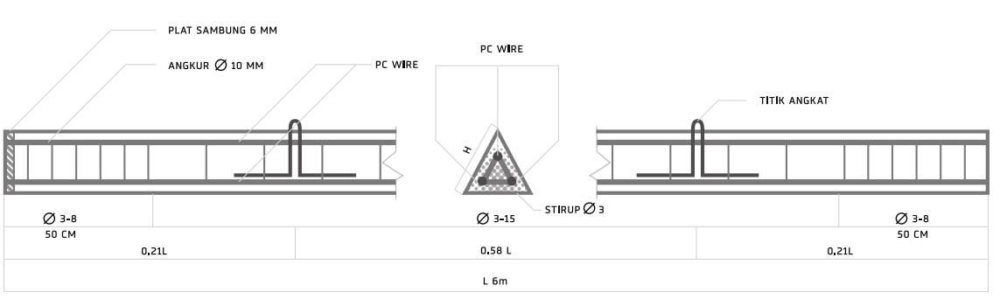 PLAT SAMBUNG 6 MM
PC WIRE
ANGKUR Ø 10 MM
PC WIRE
TITIK ANGKAT
H
STIRUP Ø 3
Ø 3-8
50 CM
Ø 3-15
Ø 3-8
50 CM
0,21L
0,58 L
0,21L
L 6m